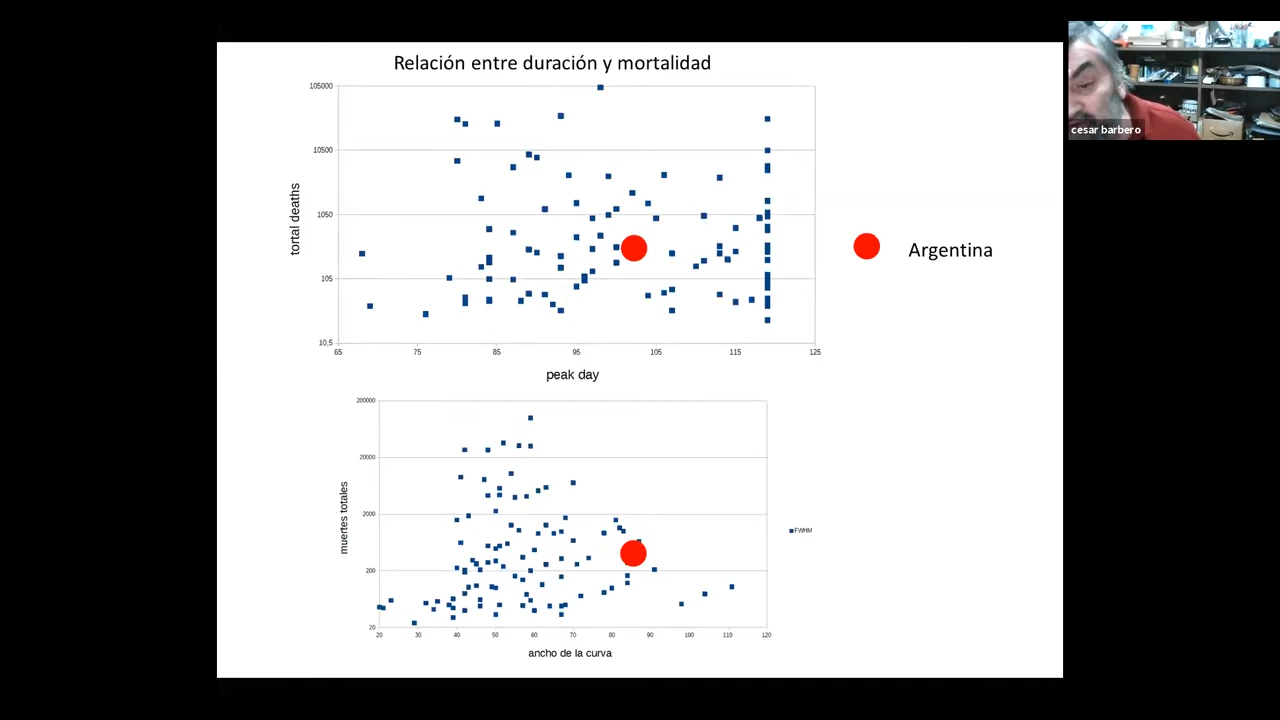 Relación entre duración y mortalidad
cesar barbero
105000
10500
1050
105
10,5
tortal deaths
65 75 85 95 105 115 125
peak day
Argentina
200000
20000
2000
200
20
muertes totales
20 30 40 50 60 70 80 90 100 110 120
ancho de la curva
FWHM